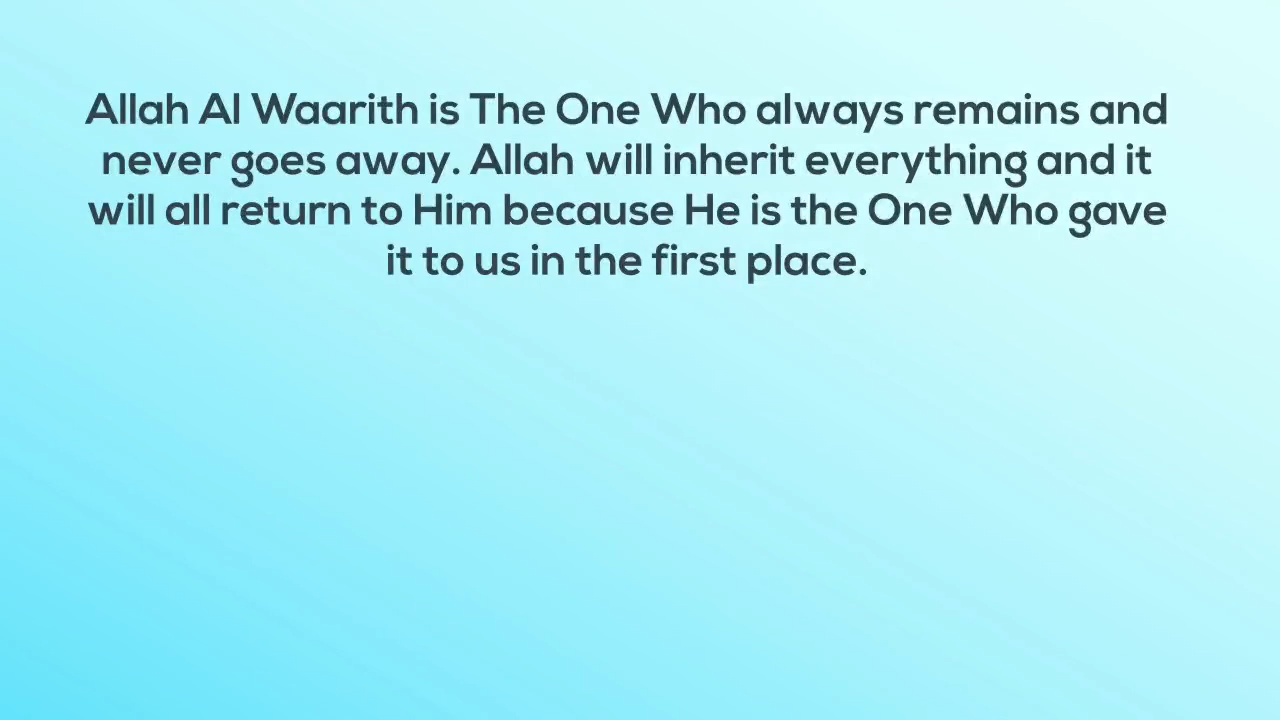 Allah Al Waarith is The One Who always remains and
never goes away. Allah will inherit everything and it
will all return to Him because He is the One Who gave
it to us in the first place.